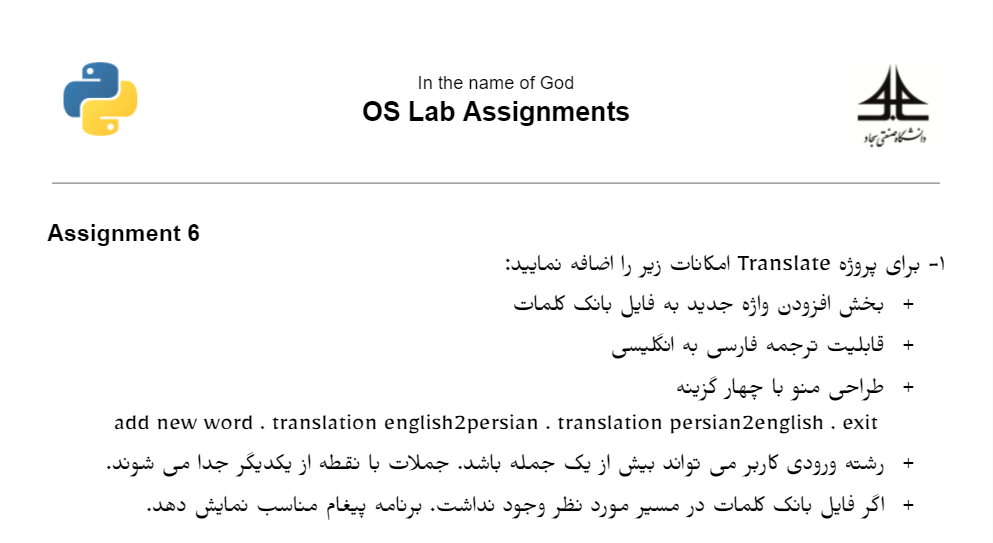 In the name of God
OS Lab Assignments
دانشگاه صنعتی سجاد
Assignment 6
۱- برای پروژه Translate امکانات زیر را اضافه نمایید:
+ بخش افزودن واژه جدید به فایل بانک کلمات
+ قابلیت ترجمه فارسی به انگلیسی
+ طراحی منو با چهار گزینه
add new word . translation english2persian . translation persian2english . exit
+ رشته ورودی کاربر می تواند بیش از یک جمله باشد. جملات با نقطه از یکدیگر جدا می شوند.
+ اگر فایل بانک کلمات در مسیر مورد نظر وجود نداشت. برنامه پیغام مناسب نمایش دهد.